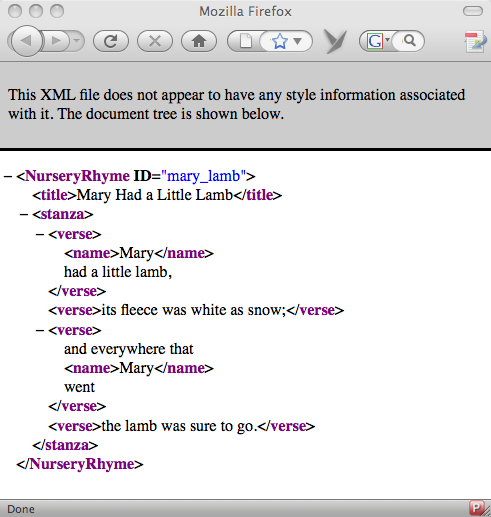 Mozilla Firefox
This XML file does not appear to have any style information associated
with it. The document tree is shown below.
– <NurseryRhyme ID="mary_lamb">
<title>Mary Had a Little Lamb</title>
– <stanza>
– <verse>
<name>Mary</name>
had a little lamb,
</verse>
<verse>its fleece was white as snow;</verse>
– <verse>
and everywhere that
<name>Mary</name>
went
</verse>
<verse>the lamb was sure to go.</verse>
</stanza>
</NurseryRhyme>
Done